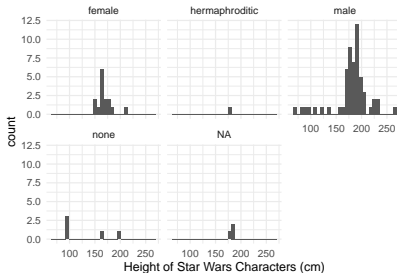 female hermaphroditic male
12.5
10.0
7.5
5.0
2.5
0.0
100 150 200 250
none NA
12.5
10.0
7.5
5.0
2.5
0.0
100 150 200 250 100 150 200 250
count
Height of Star Wars Characters (cm)